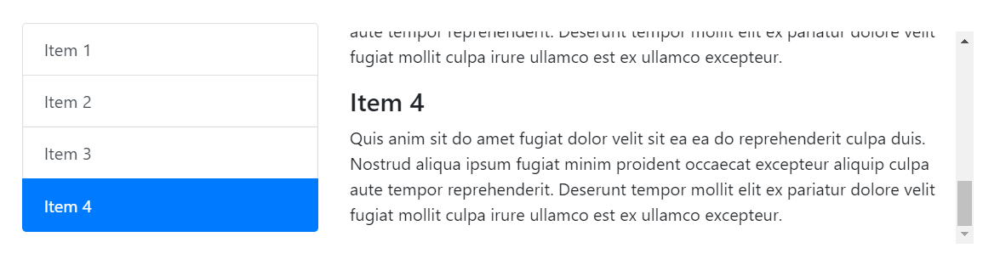 Item 1
Item 2
Item 3
Item 4
aute tempor reprehenderit. Deserunt tempor mollit elit ex pariatur dolore velit
fugiat mollit culpa irure ullamco est ex ullamco excepteur.
Item 4
Quis anim sit do amet fugiat dolor velit sit ea ea do reprehenderit culpa duis.
Nostrud aliqua ipsum fugiat minim proident occaecat excepteur aliquip culpa
aute tempor reprehenderit. Deserunt tempor mollit elit ex pariatur dolore velit
fugiat mollit culpa irure ullamco est ex ullamco excepteur.